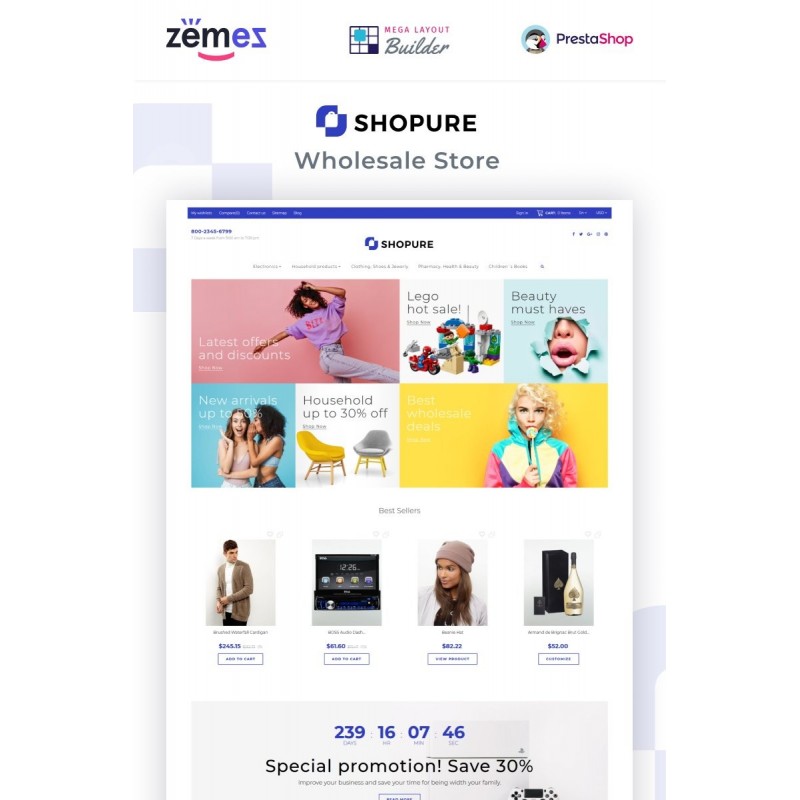 zemez
MEGA LAYOUT
Builder
PrestaShop
SHOPURE
Wholesale Store
My wishlists Compare(0) Contact us Sitemap Shop
Sign in CART: 0 items USD
800-2345-6799
SHOPURE
Electronics Household products Clothing, Shoes & Jewelry Pharmacy, Health & Beauty Children's Books
Latest offers
and discounts
Shop Now
Lego
hot sale!
Shop Now
Beauty
must haves
Shop Now
New arrivals
up to 50%
Shop Now
Household
up to 30% off
Shop Now
Best
wholesale
deals
Best Sellers
12:26
Brushed Waterfall Cardigan
BOSS Audio Dash...
Beanie Hat
Armand de Brignac Brut Gold...
$245.15
$61.60
$82.22
$52.00
ADD TO CART
ADD TO CART
VIEW PRODUCT
CUSTOMIZE
239 : 16 : 07 : 46
DAYS HR MIN SEC
Special promotion! Save 30%
Improve your business and save your time for being width your family.
READ MORE